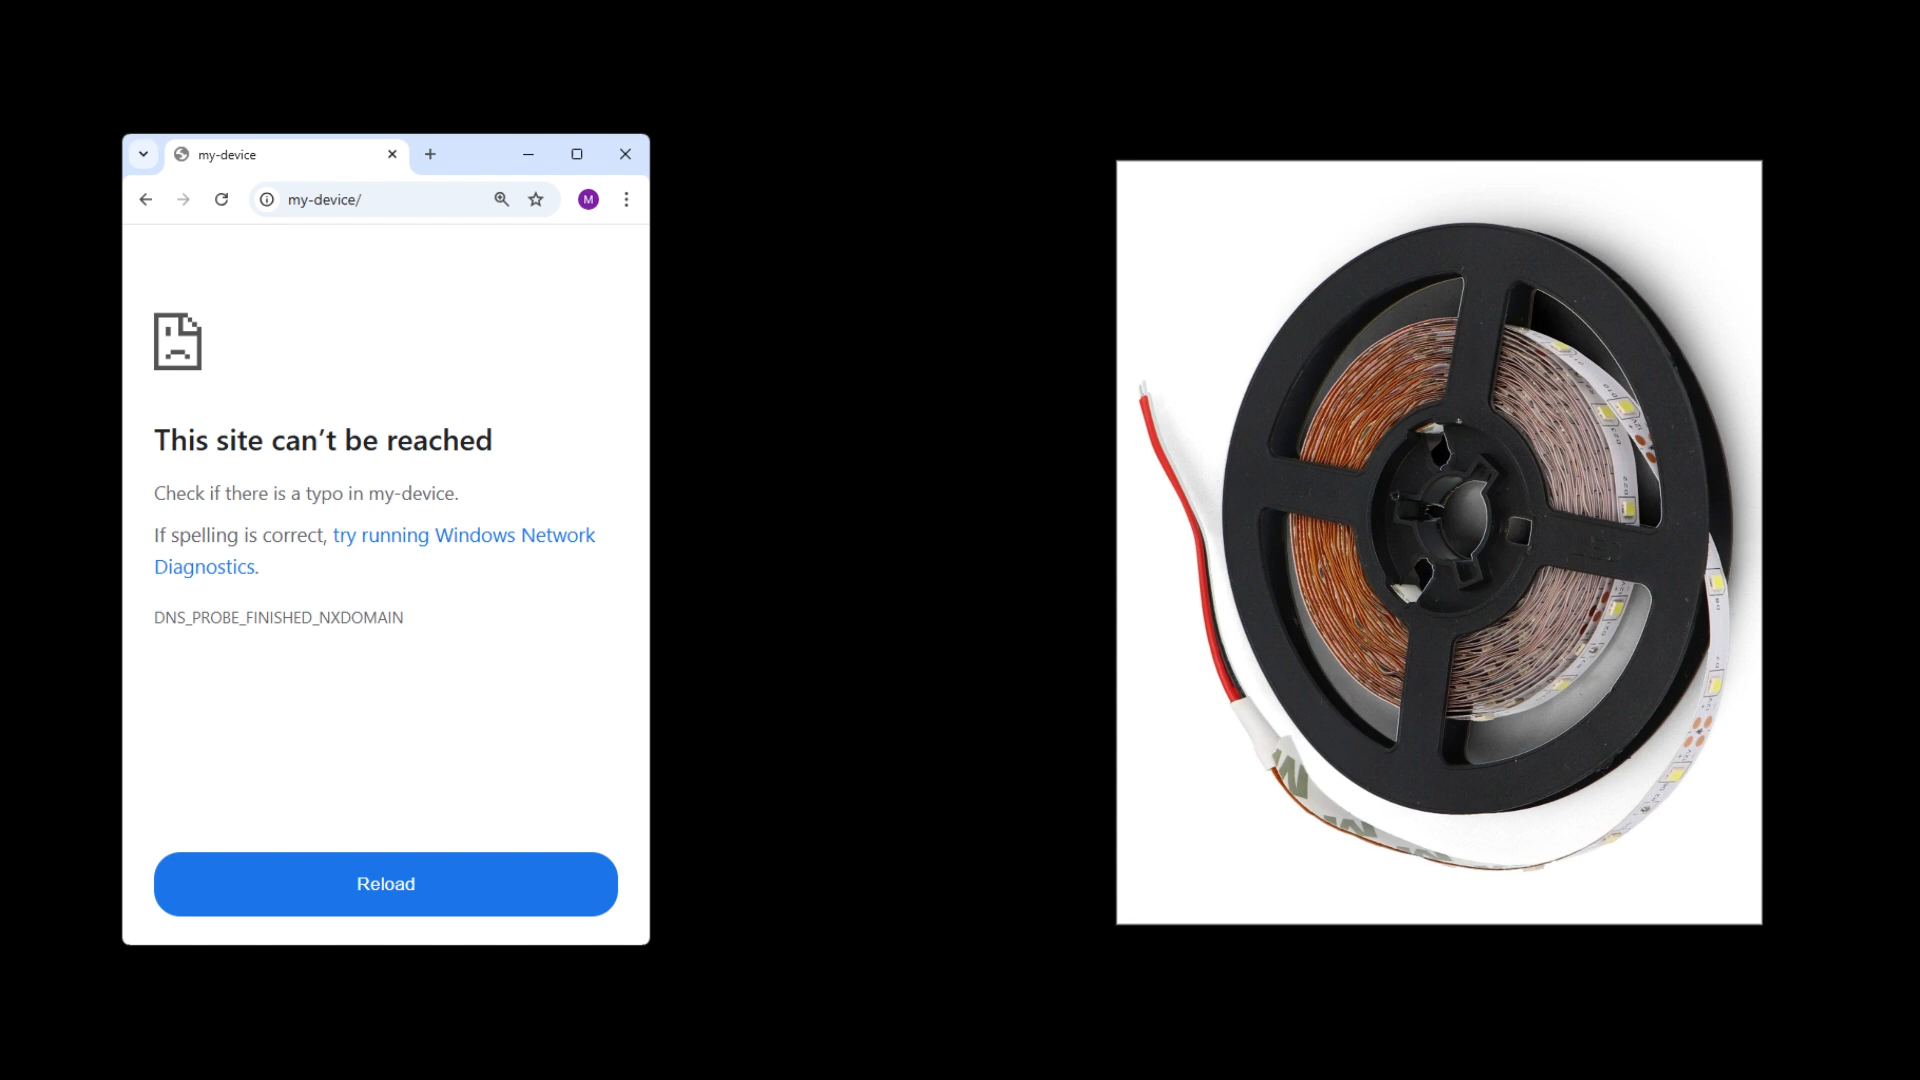 my-device
my-device/
M
This site can’t be reached
Check if there is a typo in my-device.
If spelling is correct, try running Windows Network
Diagnostics.
DNS_PROBE_FINISHED_NXDOMAIN
Reload